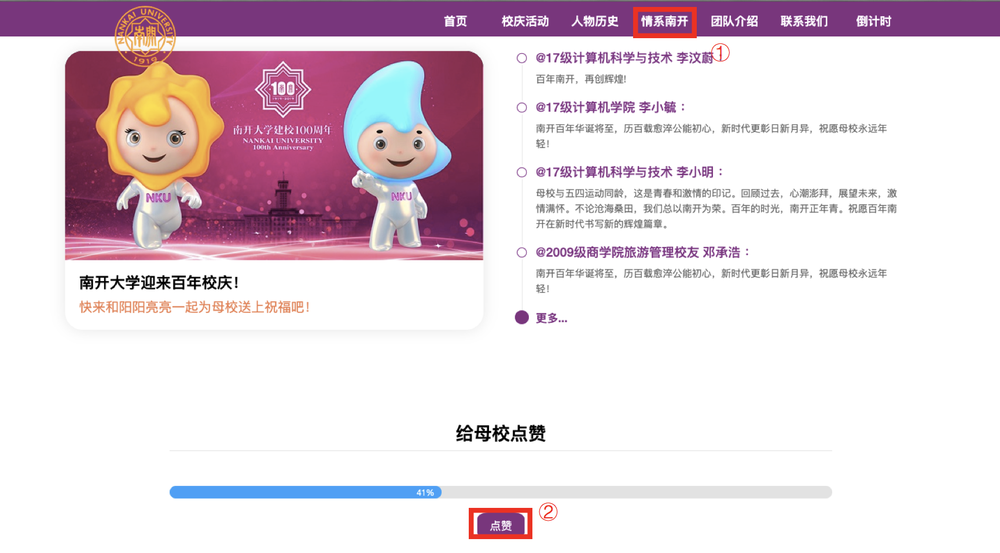 首页 校庆活动 人物历史 情系南开 团队介绍 联系我们 倒计时
NANKAI UNIVERSITY
南開
1919
①
100
1919-2019
南开大学建校100周年
NANKAI UNIVERSITY
100th Anniversary
NKU
NKU
南开大学迎来百年校庆！
快来和阳阳亮亮一起为母校送上祝福吧！
@17级计算机科学与技术 李汶蔚：
百年南开，再创辉煌!
@17级计算机学院 李小毓：
南开百年华诞将至，历百载愈淬公能初心，新时代更彰日新月异，祝愿母校永远年
轻！
@17级计算机科学与技术 李小明：
母校与五四运动同龄，这是青春和激情的印记。回顾过去，心潮澎拜，展望未来，激
情满怀。不论沧海桑田，我们总以南开为荣。百年的时光，南开正年青。祝愿百年南
开在新时代书写新的辉煌篇章。
@2009级商学院旅游管理校友 邓承浩：
南开百年华诞将至，历百载愈淬公能初心，新时代更彰日新月异，祝愿母校永远年
轻！
更多...
给母校点赞
41%
点赞
②